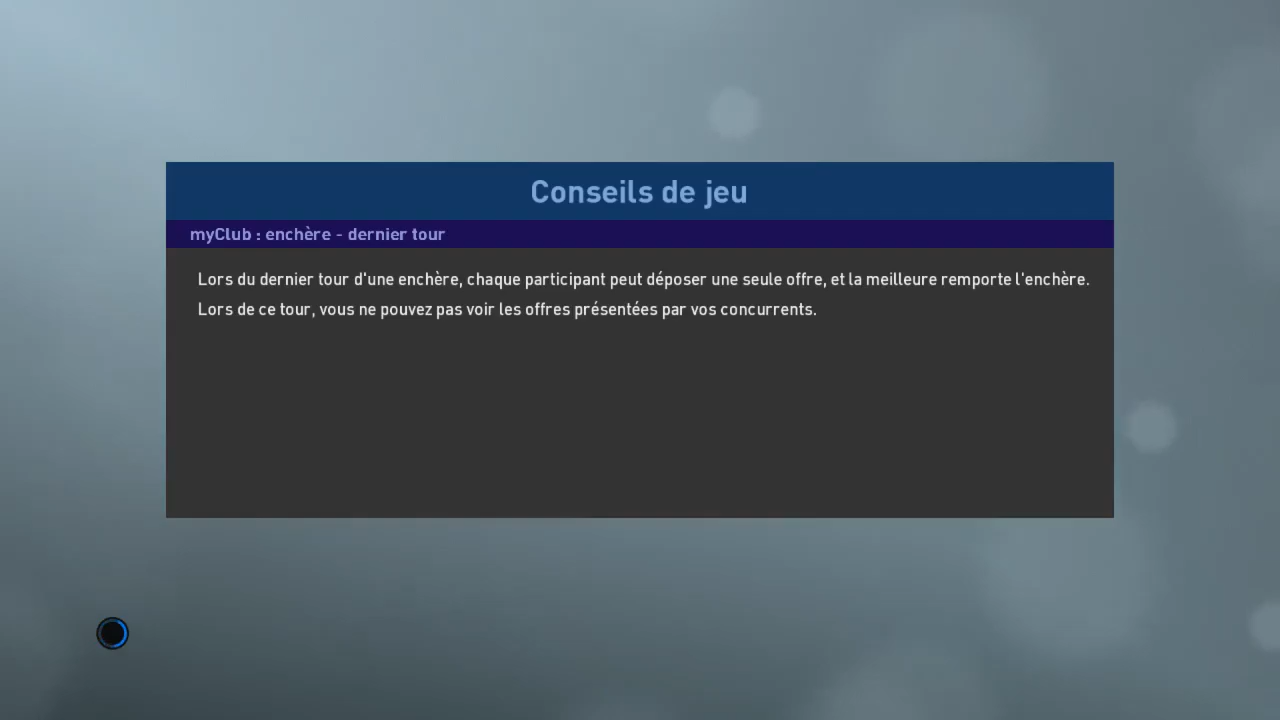 Conseils de jeu
myClub : enchère - dernier tour
Lors du dernier tour d'une enchère, chaque participant peut déposer une seule offre, et la meilleure remporte l'enchère.
Lors de ce tour, vous ne pouvez pas voir les offres présentées par vos concurrents.